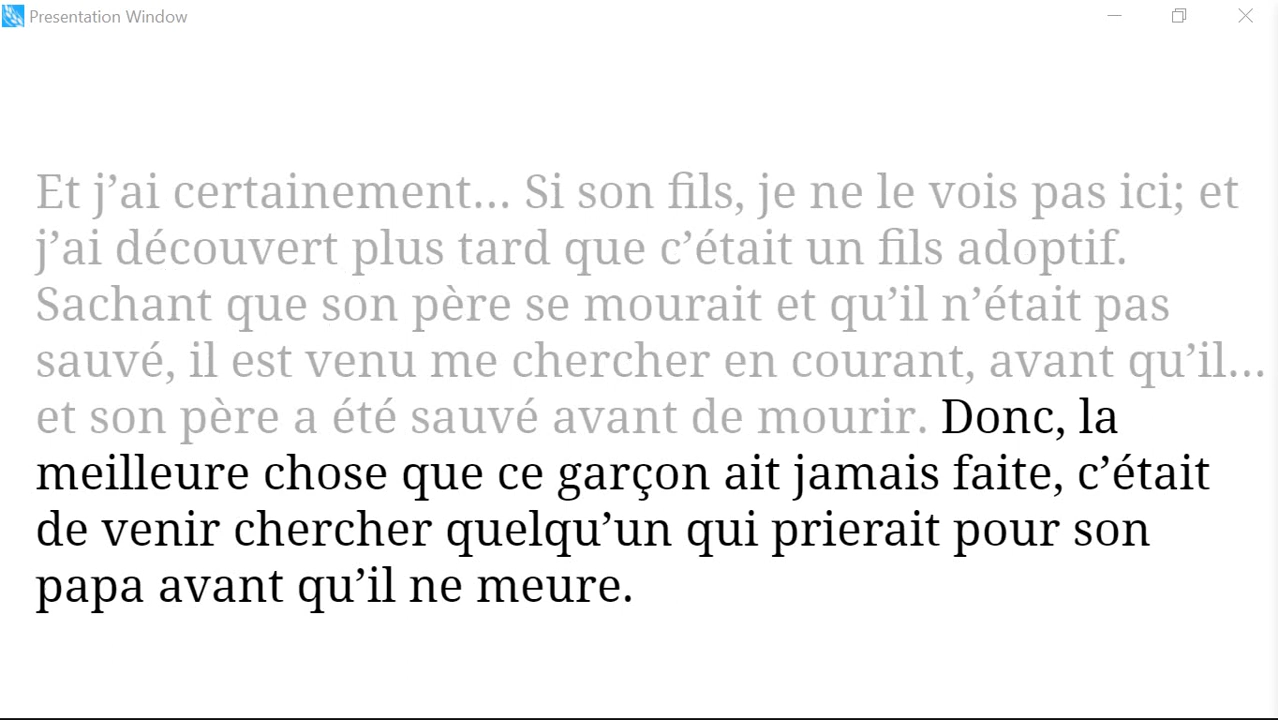 Presentation Window
Et j’ai certainement… Si son fils, je ne le vois pas ici; et
j’ai découvert plus tard que c’était un fils adoptif.
Sachant que son père se mourait et qu’il n’était pas
sauvé, il est venu me chercher en courant, avant qu’il…
et son père a été sauvé avant de mourir. Donc, la
meilleure chose que ce garçon ait jamais faite, c’était
de venir chercher quelqu’un qui prierait pour son
papa avant qu’il ne meure.